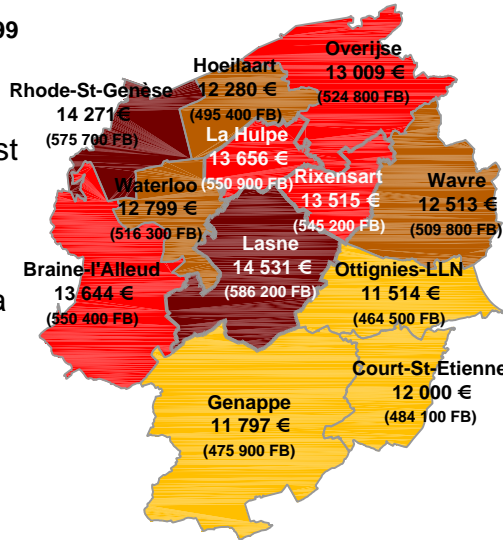 99
st
a
Overijse
13 009 €
(524 800 FB)
Hoeilaart
12 280 €
(495 400 FB)
Rhode-St-Genèse
14 271 €
(575 700 FB)
La Hulpe
13 656 €
(550 900 FB)
Rixensart
13 515 €
(545 200 FB)
Wavre
12 513 €
(509 800 FB)
Waterloo
12 799 €
(516 300 FB)
Lasne
14 531 €
(586 200 FB)
Braine-l'Alleud
13 644 €
(550 400 FB)
Ottignies-LLN
11 514 €
(464 500 FB)
Court-St-Etienne
12 000 €
(484 100 FB)
Genappe
11 797 €
(475 900 FB)